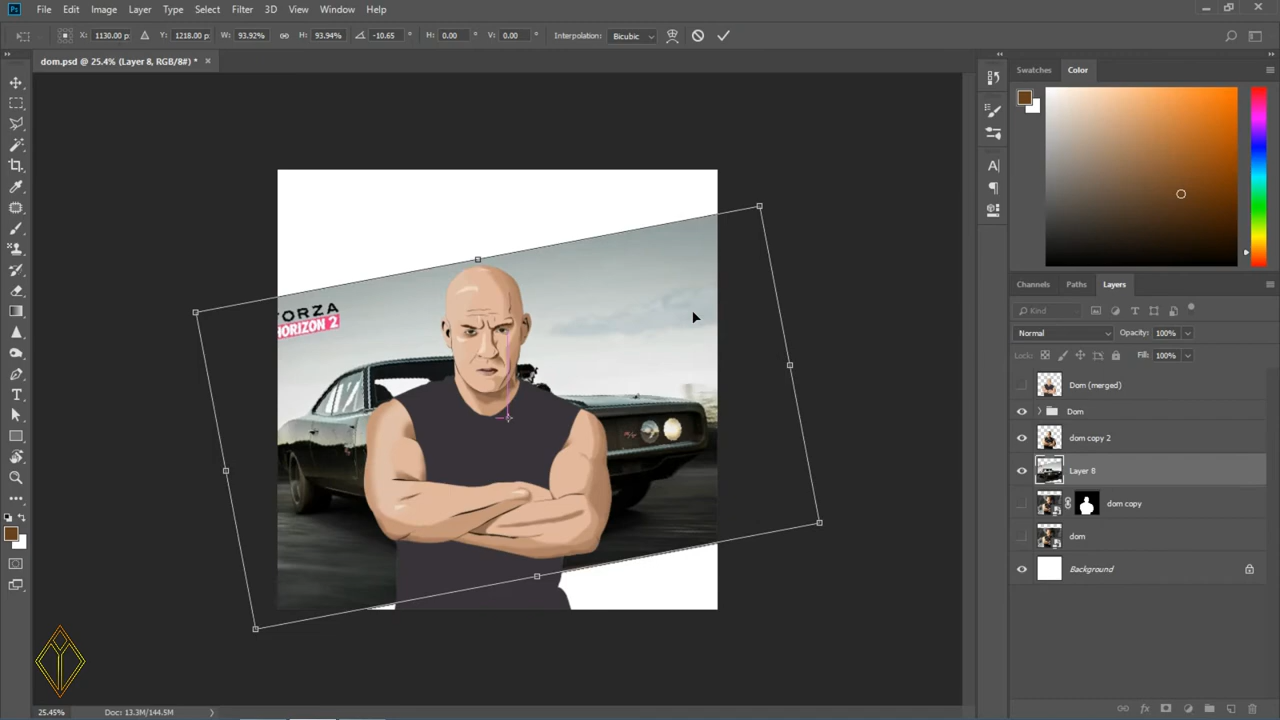 Ps File Edit Image Layer Type Select Filter 3D View Window Help
X: 1130.00 p Y: 1218.00 p W: 93.92% H: 93.94% -10.65 ° H: 0.00 ° V: 0.00 ° Interpolation: Bicubic
dom.psd @ 25.4% (Layer 8, RGB/8#) * ×
Swatches Color
Channels Paths Layers
Kind
Normal Opacity: 100%
Lock: Fill: 100%
Dom (merged)
Dom
dom copy 2
Layer 8
dom copy
dom
Background
ORZA
HORIZON 2
R/T
25.45% Doc: 13.3M/144.5M